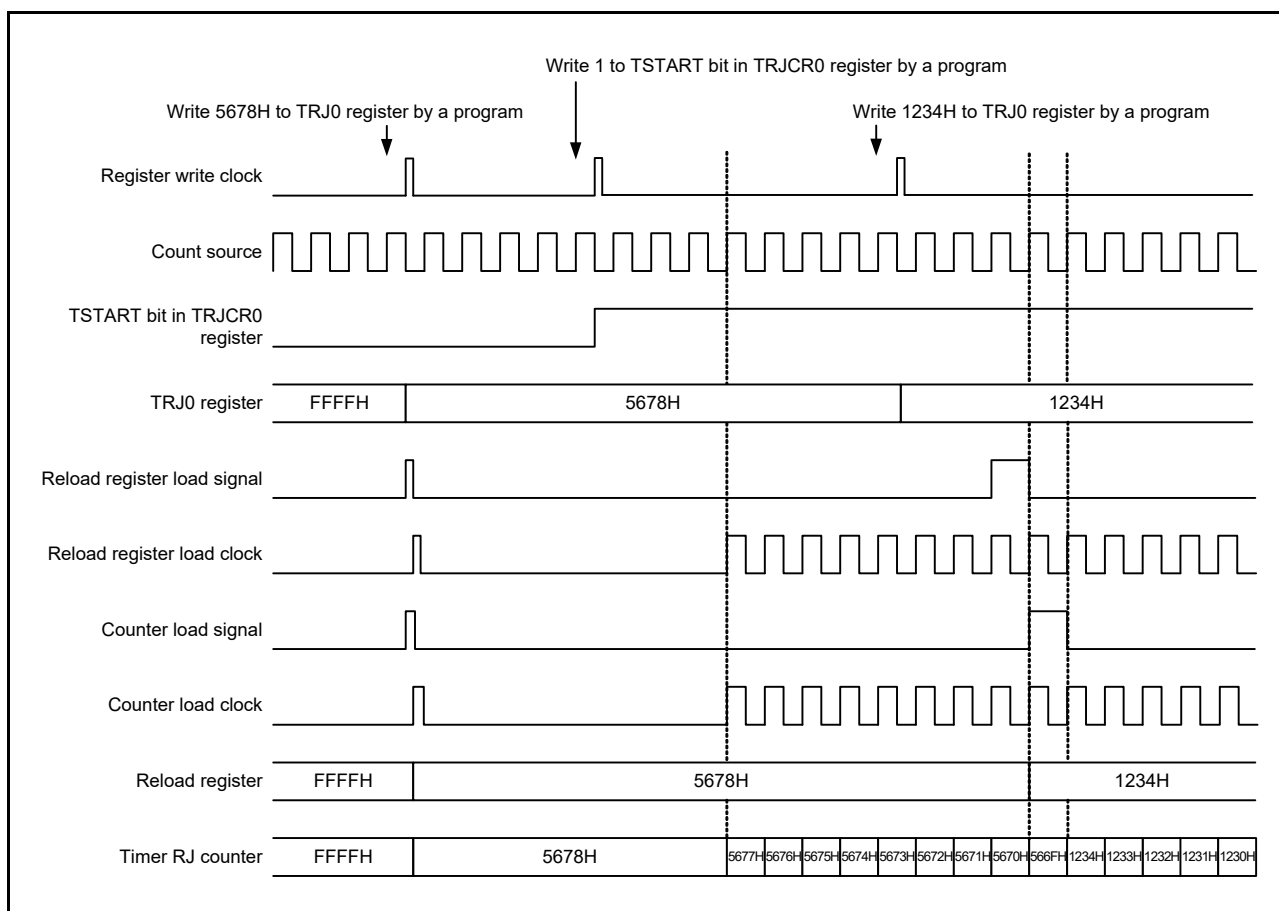 Write 1 to TSTART bit in TRJCR0 register by a program
Write 5678H to TRJ0 register by a program
Write 1234H to TRJ0 register by a program
Register write clock
Count source
TSTART bit in TRJCR0
register
TRJ0 register
FFFFH
5678H
1234H
Reload register load signal
Reload register load clock
Counter load signal
Counter load clock
Reload register
FFFFH
5678H
1234H
Timer RJ counter
FFFFH
5678H
5677H
5676H
5675H
5674H
5673H
5672H
5671H
5670H
566FH
1234H
1233H
1232H
1231H
1230H